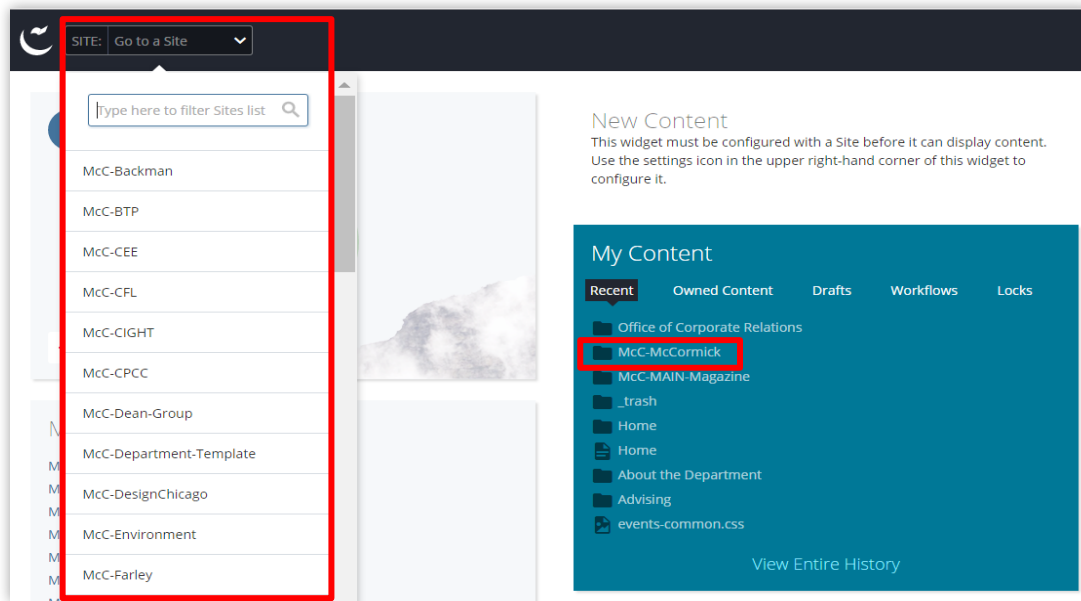 SITE: Go to a Site
Type here to filter Sites list
McC-Backman
McC-BTP
McC-CEE
McC-CFL
McC-CIGHT
McC-CPCC
McC-Dean-Group
McC-Department-Template
McC-DesignChicago
McC-Environment
McC-Farley
New Content
This widget must be configured with a Site before it can display content.
Use the settings icon in the upper right-hand corner of this widget to
configure it.
My Content
Recent Owned Content Drafts Workflows Locks
Office of Corporate Relations
McC-McCormick
McC-MAIN-Magazine
_trash
Home
Home
About the Department
Advising
events-common.css
View Entire History